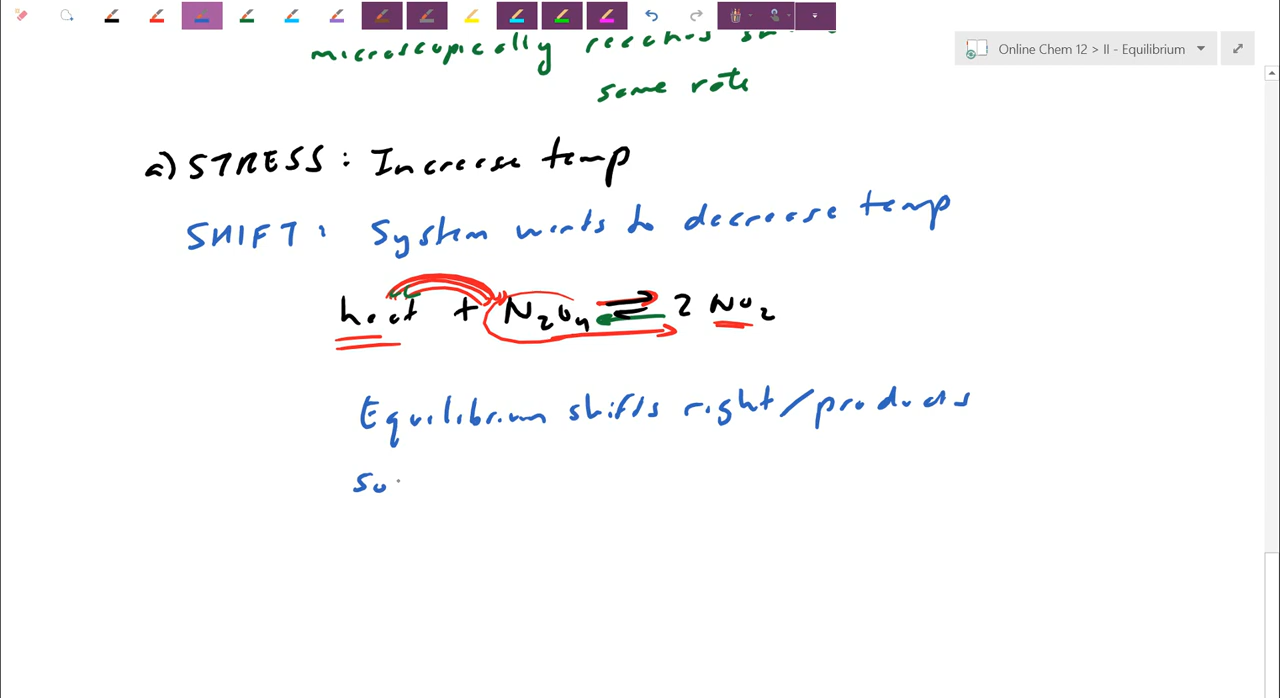 Online Chem 12 > II - Equilibrium
microscopically reaches
same rate
a) STRESS: Increase temp
SHIFT: System wants to decrease temp
heat + N₂O₄ ⇌ 2 NO₂
Equilibrium shifts right/products
so